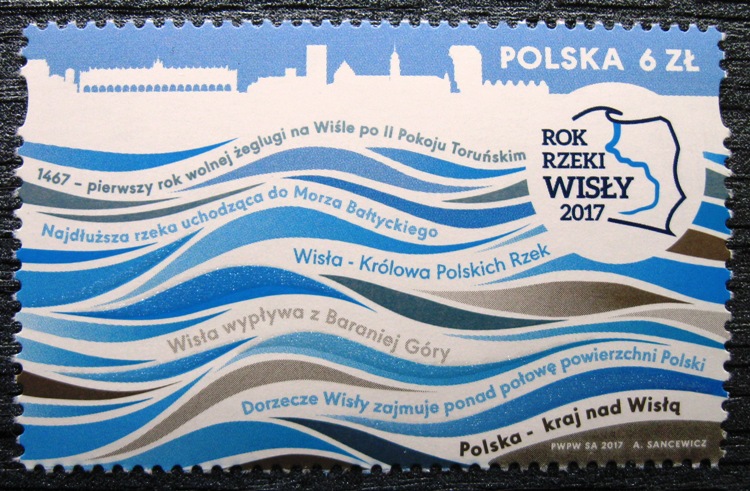 POLSKA 6 ZŁ
1467 – pierwszy rok wolnej żeglugi na Wiśle po II Pokoju Toruńskim
ROK
RZEKI
WISŁY
2017
Najdłuższa rzeka uchodząca do Morza Bałtyckiego
Wisła - Królowa Polskich Rzek
Wisła wypływa z Baraniej Góry
Dorzecze Wisły zajmuje ponad połowę powierzchni Polski
Polska - kraj nad Wisłą
PWPW SA 2017 A. SANCEWICZ